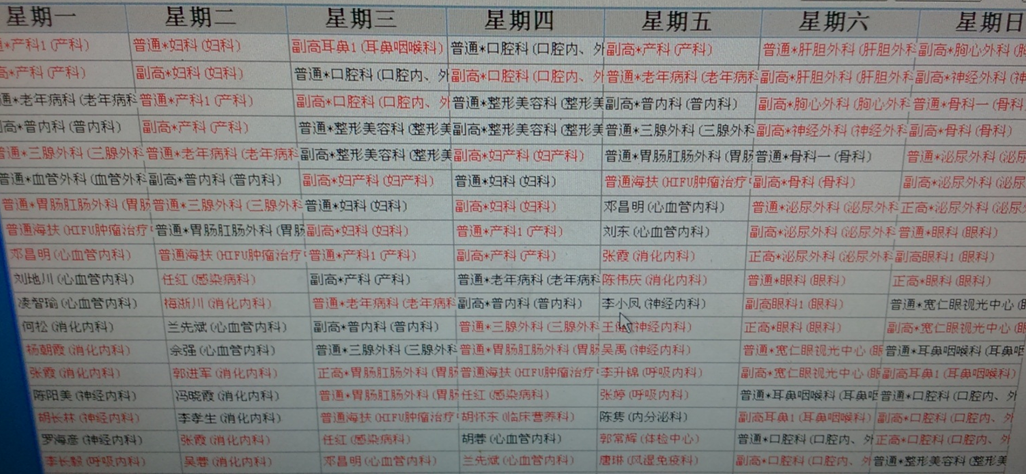 星期一 星期二 星期三 星期四 星期五 星期六 星期日
*产科1(产科) 普通*妇科(妇科) 副高耳鼻1(耳鼻咽喉科) 普通*口腔科(口腔内、外 副高*产科(产科) 普通*肝胆外科(肝胆外科 副高*胸心外科(
高*产科(产科) 副高*妇科(妇科) 普通*口腔科(口腔内、外 副高*口腔科(口腔内、外 普通*老年病科(老年病科 副高*肝胆外科(肝胆外科 副高*神经外科(神
通*老年病科(老年病科 普通*产科1(产科) 副高*口腔科(口腔内、外 普通*整形美容科(整形美 副高*普内科(普内科) 副高*胸心外科(胸心外科 普通*骨科一(骨科)
高*普内科(普内科) 副高*产科(产科) 普通*整形美容科(整形美 副高*整形美容科(整形美 普通*三腺外科(三腺外科 副高*神经外科(神经外科 副高*骨科(骨科)
普通*三腺外科(三腺外科 普通*老年病科(老年病科 副高*整形美容科(整形美 副高*妇产科(妇产科) 普通*胃肠肛肠外科(胃肠 普通*骨科一(骨科) 普通*泌尿外科(泌尿
普通*血管外科(血管外科 副高*普内科(普内科) 副高*妇产科(妇产科) 普通*妇科(妇科) 普通海扶(HIFU肿瘤治疗 副高*骨科(骨科) 副高*泌尿外科(泌尿
普通*胃肠肛肠外科(胃肠 普通*三腺外科(三腺外科 普通*妇科(妇科) 副高*妇科(妇科) 邓昌明(心血管内科) 普通*泌尿外科(泌尿外科 正高*泌尿外科(泌尿
普通海扶(HIFU肿瘤治疗 普通*胃肠肛肠外科(胃肠 副高*妇科(妇科) 普通*产科1(产科) 刘东(心血管内科) 副高*泌尿外科(泌尿外科 普通*眼科(眼科)
邓昌明(心血管内科) 普通海扶(HIFU肿瘤治疗 普通*产科1(产科) 副高*产科(产科) 张霞(消化内科) 正高*泌尿外科(泌尿外科 副高眼科1(眼科)
刘地川(心血管内科) 任红(感染病科) 副高*产科(产科) 普通*老年病科(老年病科 陈伟庆(消化内科) 普通*眼科(眼科) 正高*眼科(眼科)
凌智瑜(心血管内科) 梅浙川(消化内科) 普通*老年病科(老年病科 副高*普内科(普内科) 李小凤(神经内科) 副高眼科1(眼科) 普通*宽仁眼视光中心(眼
何松(消化内科) 兰先斌(心血管内科) 副高*普内科(普内科) 普通*三腺外科(三腺外科 王 (神经内科) 正高*眼科(眼科) 副高*宽仁眼视光中心(眼
杨朝霞(消化内科) 佘强(心血管内科) 普通*三腺外科(三腺外科 普通*胃肠肛肠外科(胃肠 吴禹(神经内科) 普通*宽仁眼视光中心(眼 普通*耳鼻咽喉科(耳鼻咽
张霞(消化内科) 郭进军(消化内科) 正高*胃肠肛肠外科(胃肠 普通海扶(HIFU肿瘤治疗 李升锦(呼吸内科) 副高*宽仁眼视光中心(眼 副高耳鼻1(耳鼻咽喉科)
陈阳美(神经内科) 冯晓霞(消化内科) 普通*胃肠肛肠外科(胃肠 任红(感染病科) 张婷(呼吸内科) 普通*耳鼻咽喉科(耳鼻咽 普通*口腔科(口腔内、外
胡长林(神经内科) 李孝生(消化内科) 普通海扶(HIFU肿瘤治疗 胡怀东(临床营养科) 陈隽(内分泌科) 副高耳鼻1(耳鼻咽喉科) 副高*口腔科(口腔内、外
罗海彦(神经内科) 张霞(消化内科) 任红(感染病科) 胡蓉(心血管内科) 郭常辉(体检中心) 普通*口腔科(口腔内、外 正高*口腔科(口腔内、外
李长毅(呼吸内科) 吴蓉(消化内科) 邓昌明(心血管内科) 兰先斌(心血管内科) 唐琳(风湿免疫科) 副高*口腔科(口腔内、外 普通*整形美容科(整形美